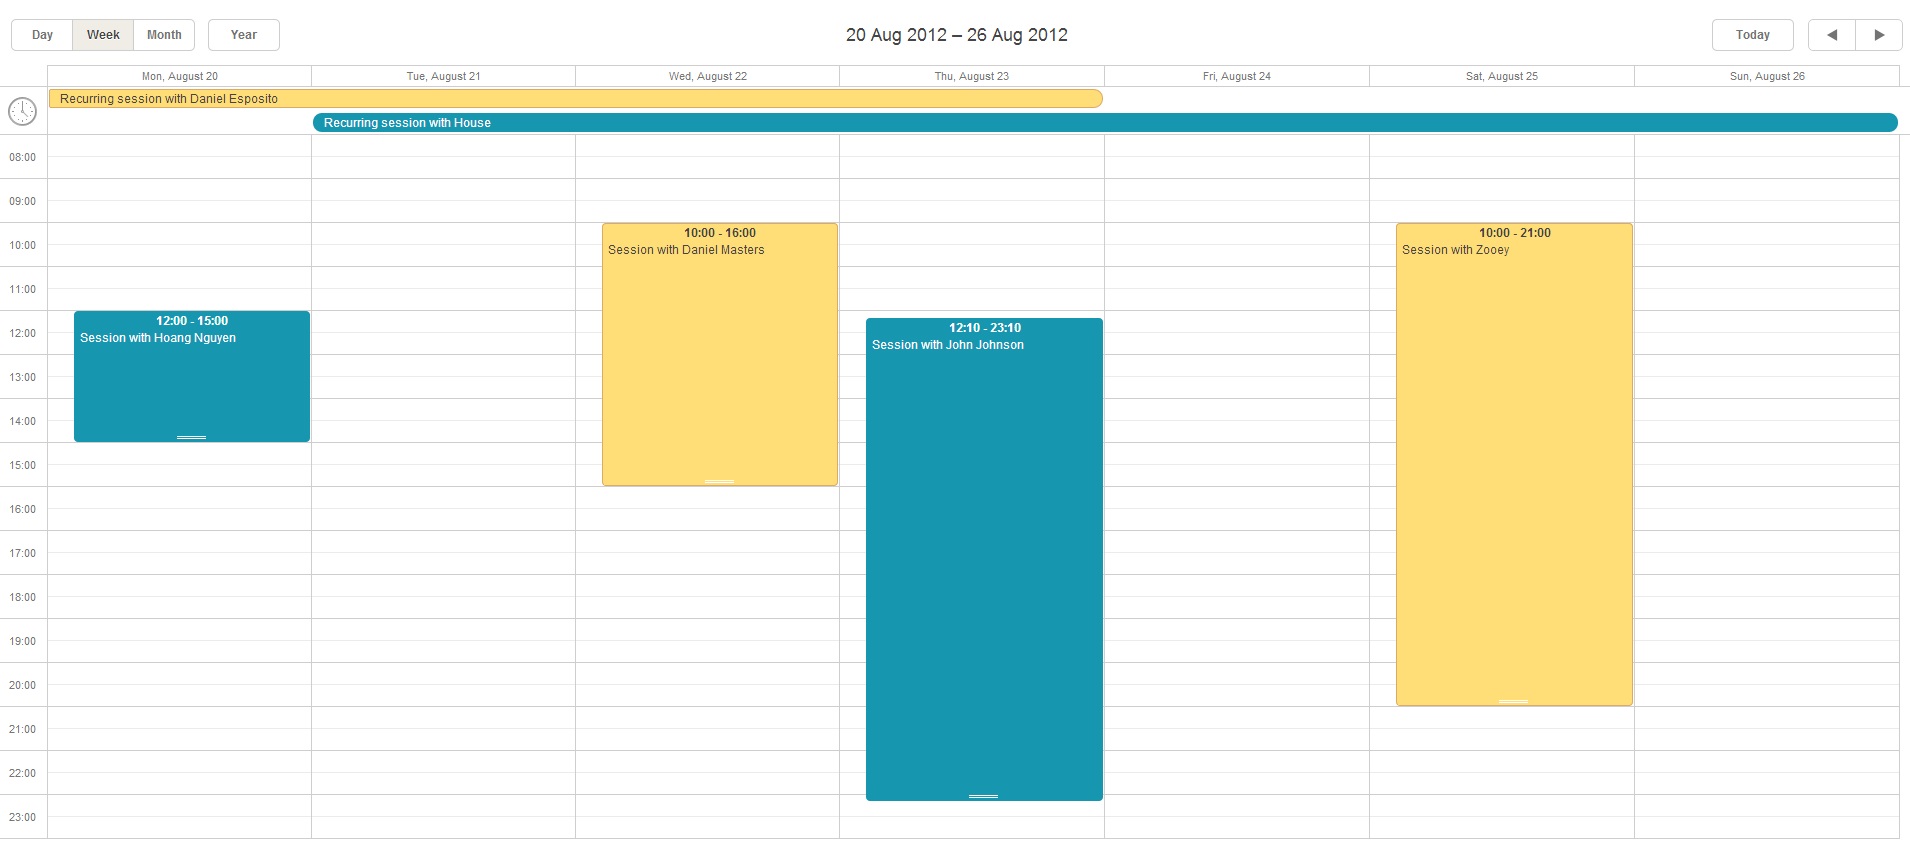 Day Week Month Year 20 Aug 2012 – 26 Aug 2012 Today
Mon, August 20 Tue, August 21 Wed, August 22 Thu, August 23 Fri, August 24 Sat, August 25 Sun, August 26
Recurring session with Daniel Esposito
Recurring session with House
08:00
09:00
10:00 - 16:00 10:00 - 21:00
10:00 Session with Daniel Masters Session with Zooey
11:00
12:00 - 15:00 12:10 - 23:10
12:00 Session with Hoang Nguyen Session with John Johnson
13:00
14:00
15:00
16:00
17:00
18:00
19:00
20:00
21:00
22:00
23:00